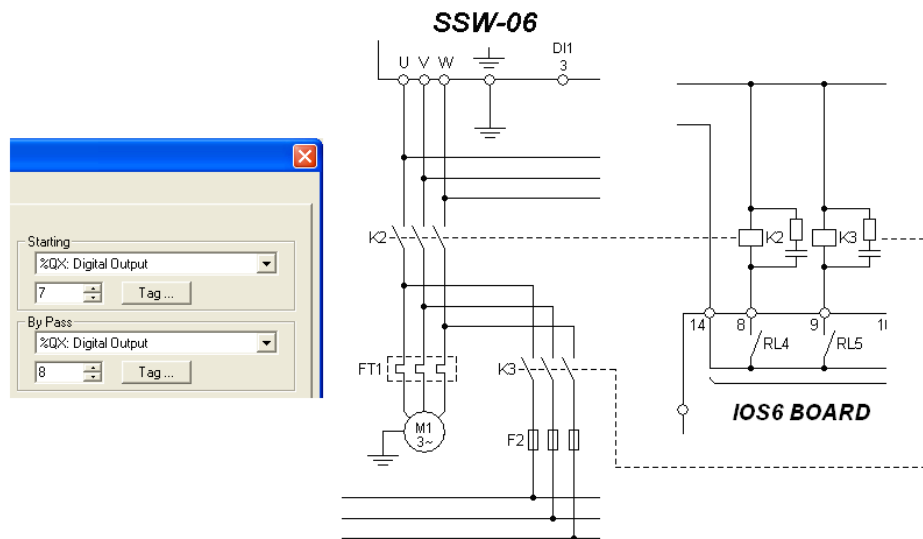 SSW-06
U V W
DI1
3
Starting
%QX: Digital Output
7
Tag ...
By Pass
%QX: Digital Output
8
Tag ...
K2
K2
K3
14
8
9
RL4
RL5
FT1
K3
M1
3~
F2
IOS6 BOARD